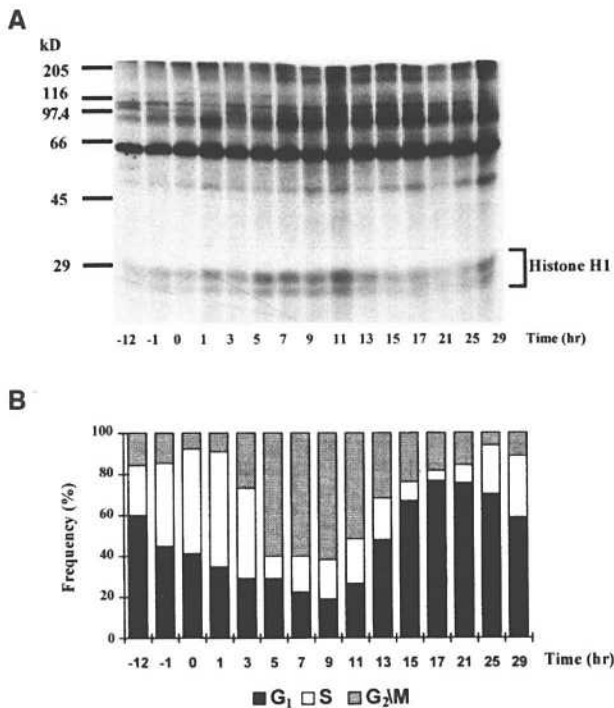 A
kD
205
116
97.4
66
45
29
Histone H1
-12 -1 0 1 3 5 7 9 11 13 15 17 21 25 29 Time (hr)
B
100
80
60
40
20
0
Frequency (%)
-12 -1 0 1 3 5 7 9 11 13 15 17 21 25 29 Time (hr)
G₁ S G₂\M